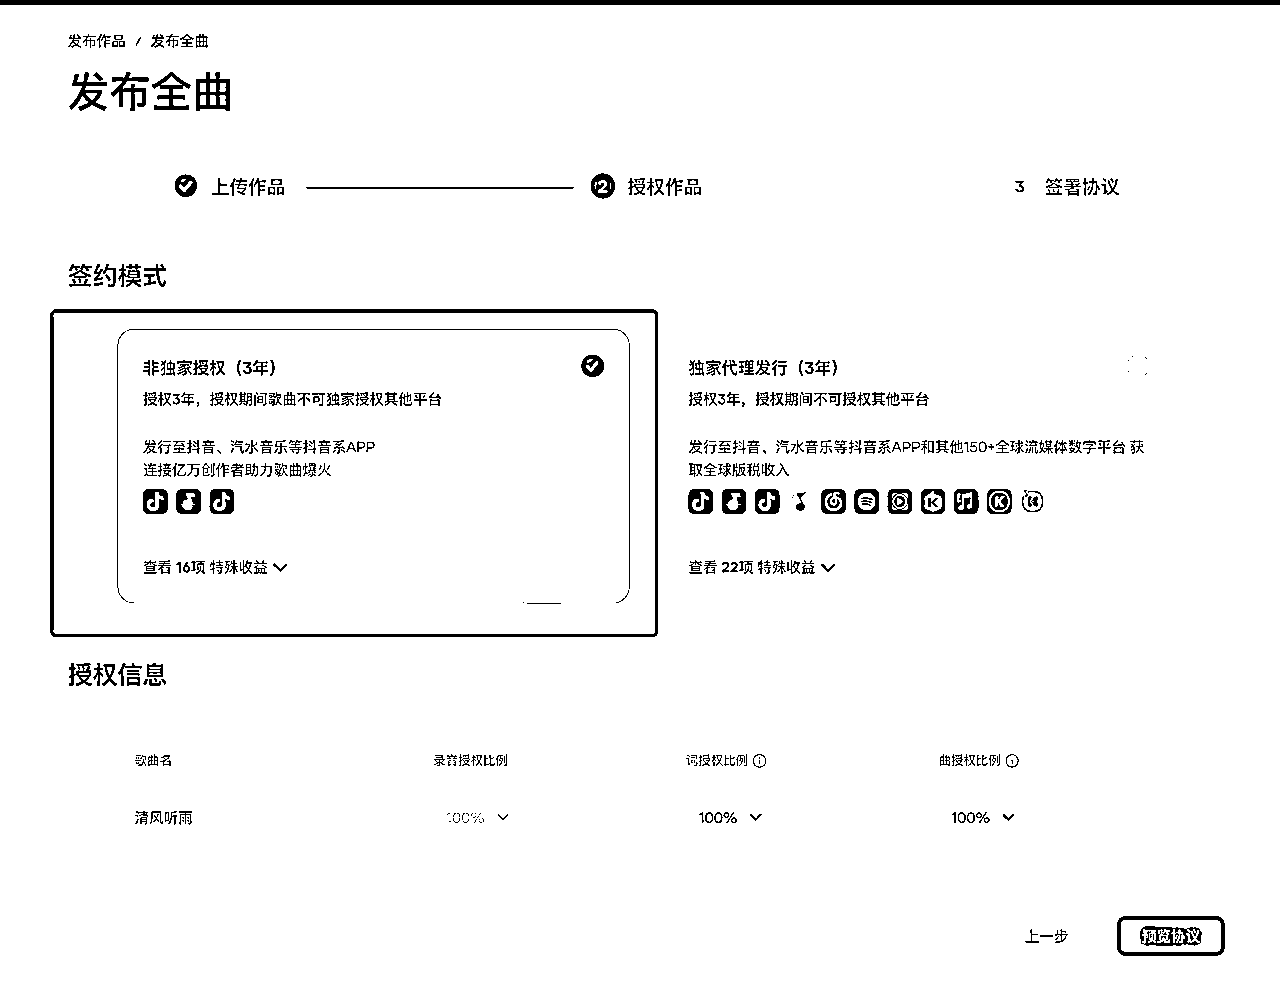 发布作品 / 发布全曲
发布全曲
上传作品
2 授权作品
3 签署协议
签约模式
非独家授权（3年）
授权3年，授权期间歌曲不可独家授权其他平台
发行至抖音、汽水音乐等抖音系APP
连接亿万创作者助力歌曲爆火
查看 16项 特殊收益
独家代理发行（3年）
授权3年，授权期间不可授权其他平台
发行至抖音、汽水音乐等抖音系APP和其他150+全球流媒体数字平台 获
取全球版税收入
查看 22项 特殊收益
授权信息
歌曲名 录音授权比例 词授权比例 曲授权比例
清风听雨 100% 100% 100%
上一步 预览协议